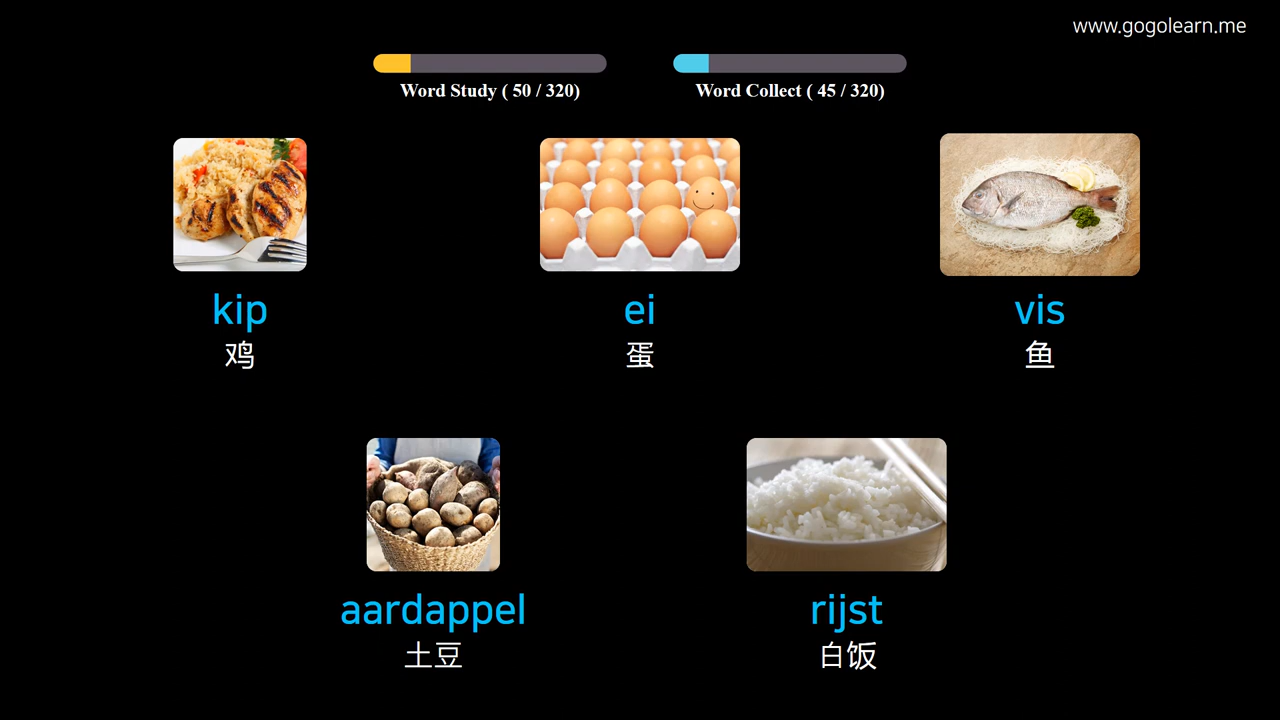 www.gogolearn.me
Word Study ( 50 / 320)
Word Collect ( 45 / 320)
kip
鸡
ei
蛋
vis
鱼
aardappel
土豆
rijst
白饭